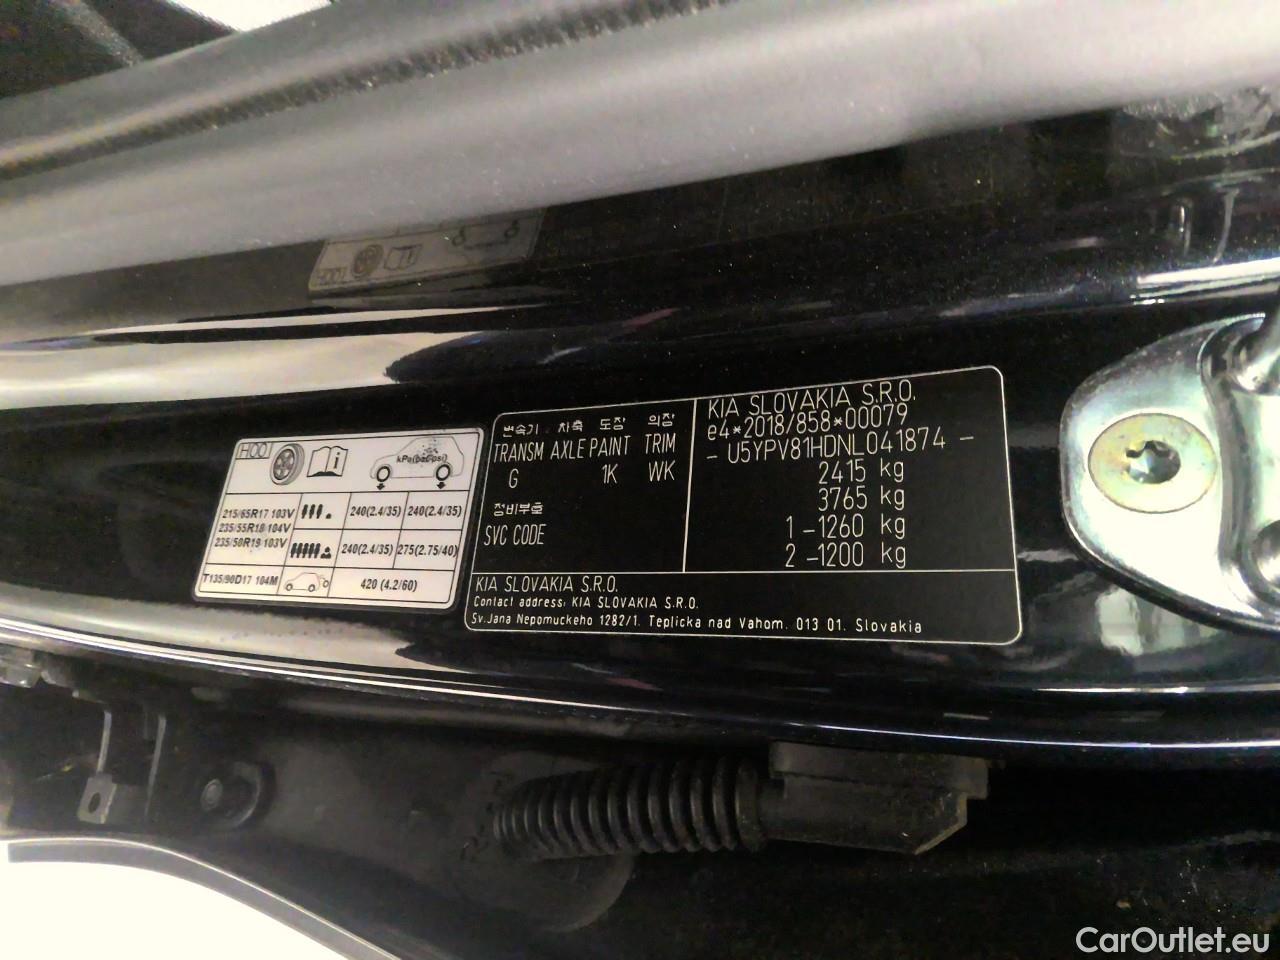 H001
kPa(bar/psi)
215/65R17 103V
235/55R18 104V
235/50R19 103V
240(2.4/35) 240(2.4/35)
240(2.4/35) 275(2.75/40)
T135/90D17 104M
420 (4.2/60)
변속기 차축 도장 의장
TRANSM AXLE PAINT TRIM
G 1K WK
정비부호
SVC CODE
KIA SLOVAKIA S.R.O.
e4*2018/858*00079
- U5YPV81HDNL041874 -
2415 kg
3765 kg
1 -1260 kg
2 -1200 kg
KIA SLOVAKIA S.R.O.
Contact address: KIA SLOVAKIA S.R.O.
Sv.Jana Nepomuckeho 1282/1. Teplicka nad Vahom. 013 01. Slovakia
CarOutlet.eu